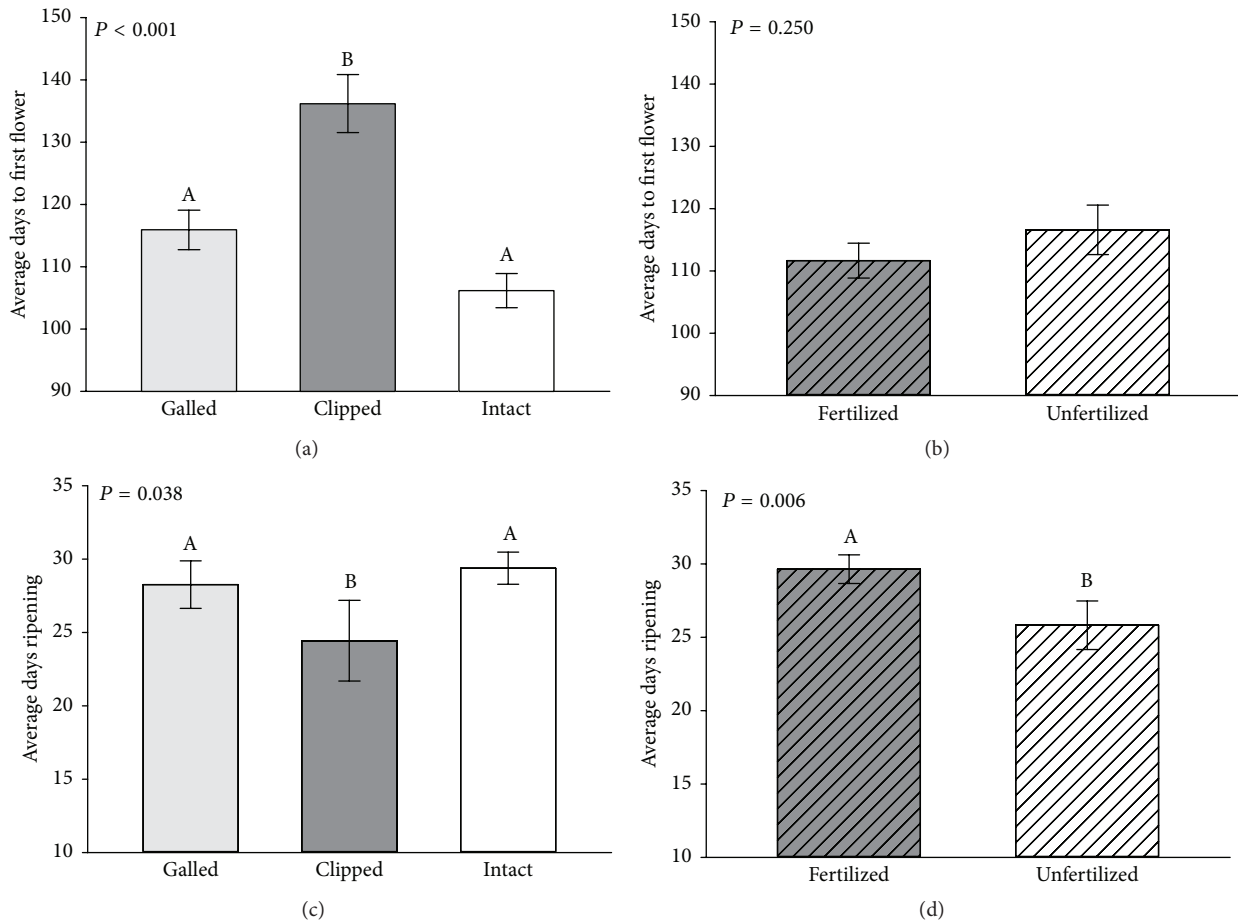 P < 0.001
150
140
130
120
110
100
90
Average days to first flower
A
B
A
Galled
Clipped
Intact
(a)
P = 0.250
150
140
130
120
110
100
90
Average days to first flower
Fertilized
Unfertilized
(b)
P = 0.038
35
30
25
20
15
10
Average days ripening
A
B
A
Galled
Clipped
Intact
(c)
P = 0.006
35
30
25
20
15
10
Average days ripening
A
B
Fertilized
Unfertilized
(d)